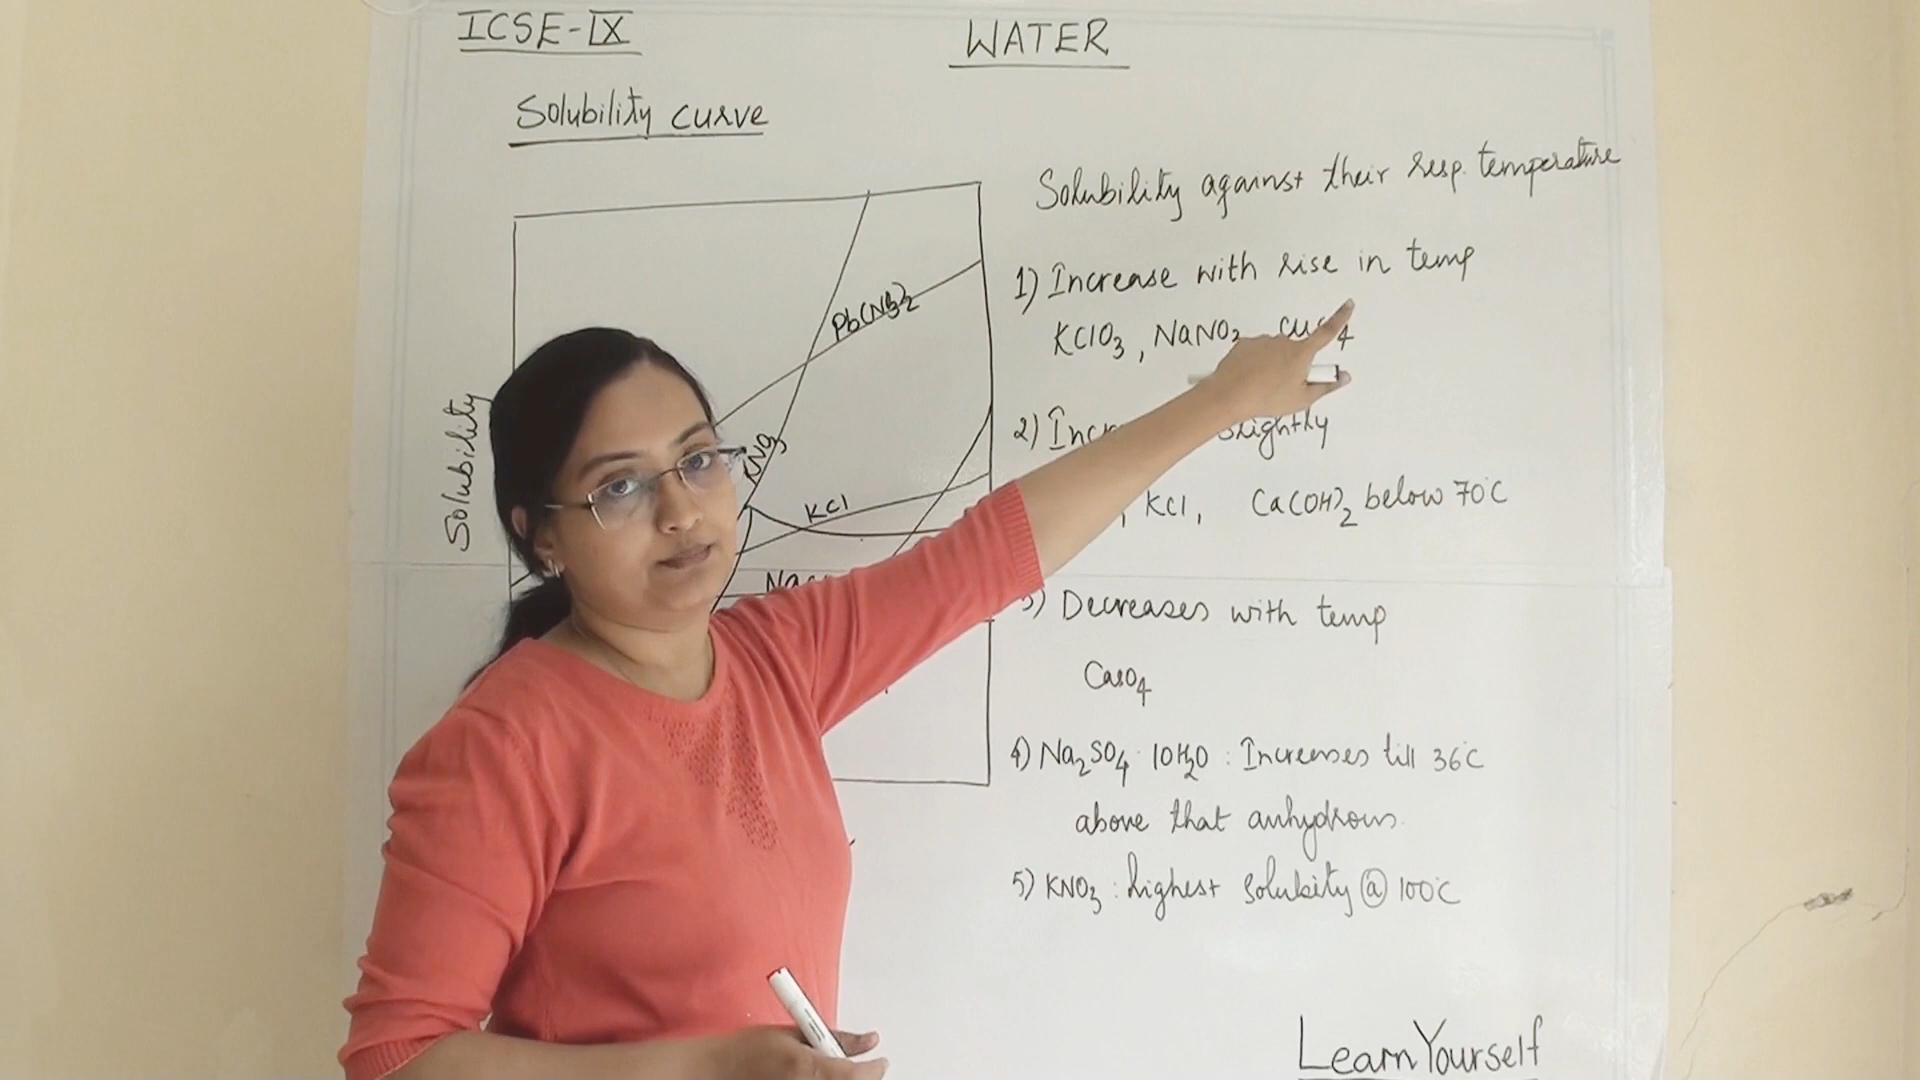 ICSE-IX
WATER
Solubility curve
Solubility against their resp. temperature
1) Increase with rise in temp
KClO3, NaNO3
2) slightly
, KCl, Ca(OH)2 below 70°C
3) Decreases with temp
CaSO4
4) Na2SO4·10H2O : Increases till 36°C
above that anhydrous.
5) KNO3 : highest solubility @ 100°C
Solubility
Pb(NO3)2
KNO3
KCl
LearnYourself